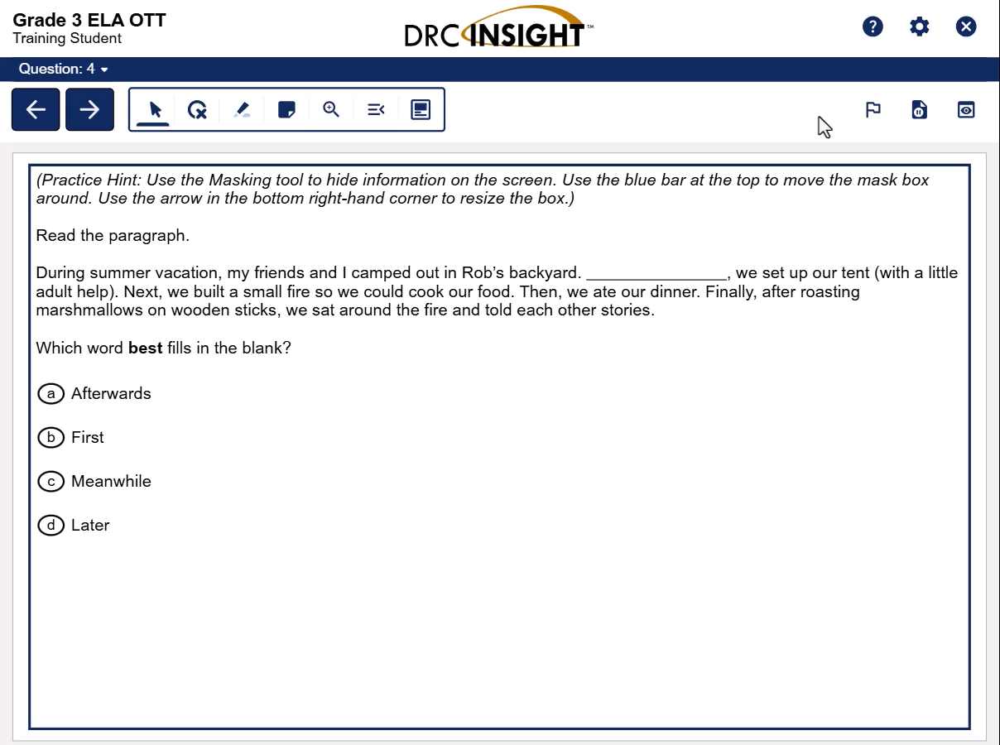 Grade 3 ELA OTT
Training Student
DRC INSIGHT™
Question: 4
(Practice Hint: Use the Masking tool to hide information on the screen. Use the blue bar at the top to move the mask box
around. Use the arrow in the bottom right-hand corner to resize the box.)
Read the paragraph.
During summer vacation, my friends and I camped out in Rob’s backyard. ________________, we set up our tent (with a little
adult help). Next, we built a small fire so we could cook our food. Then, we ate our dinner. Finally, after roasting
marshmallows on wooden sticks, we sat around the fire and told each other stories.
Which word best fills in the blank?
a Afterwards
b First
c Meanwhile
d Later